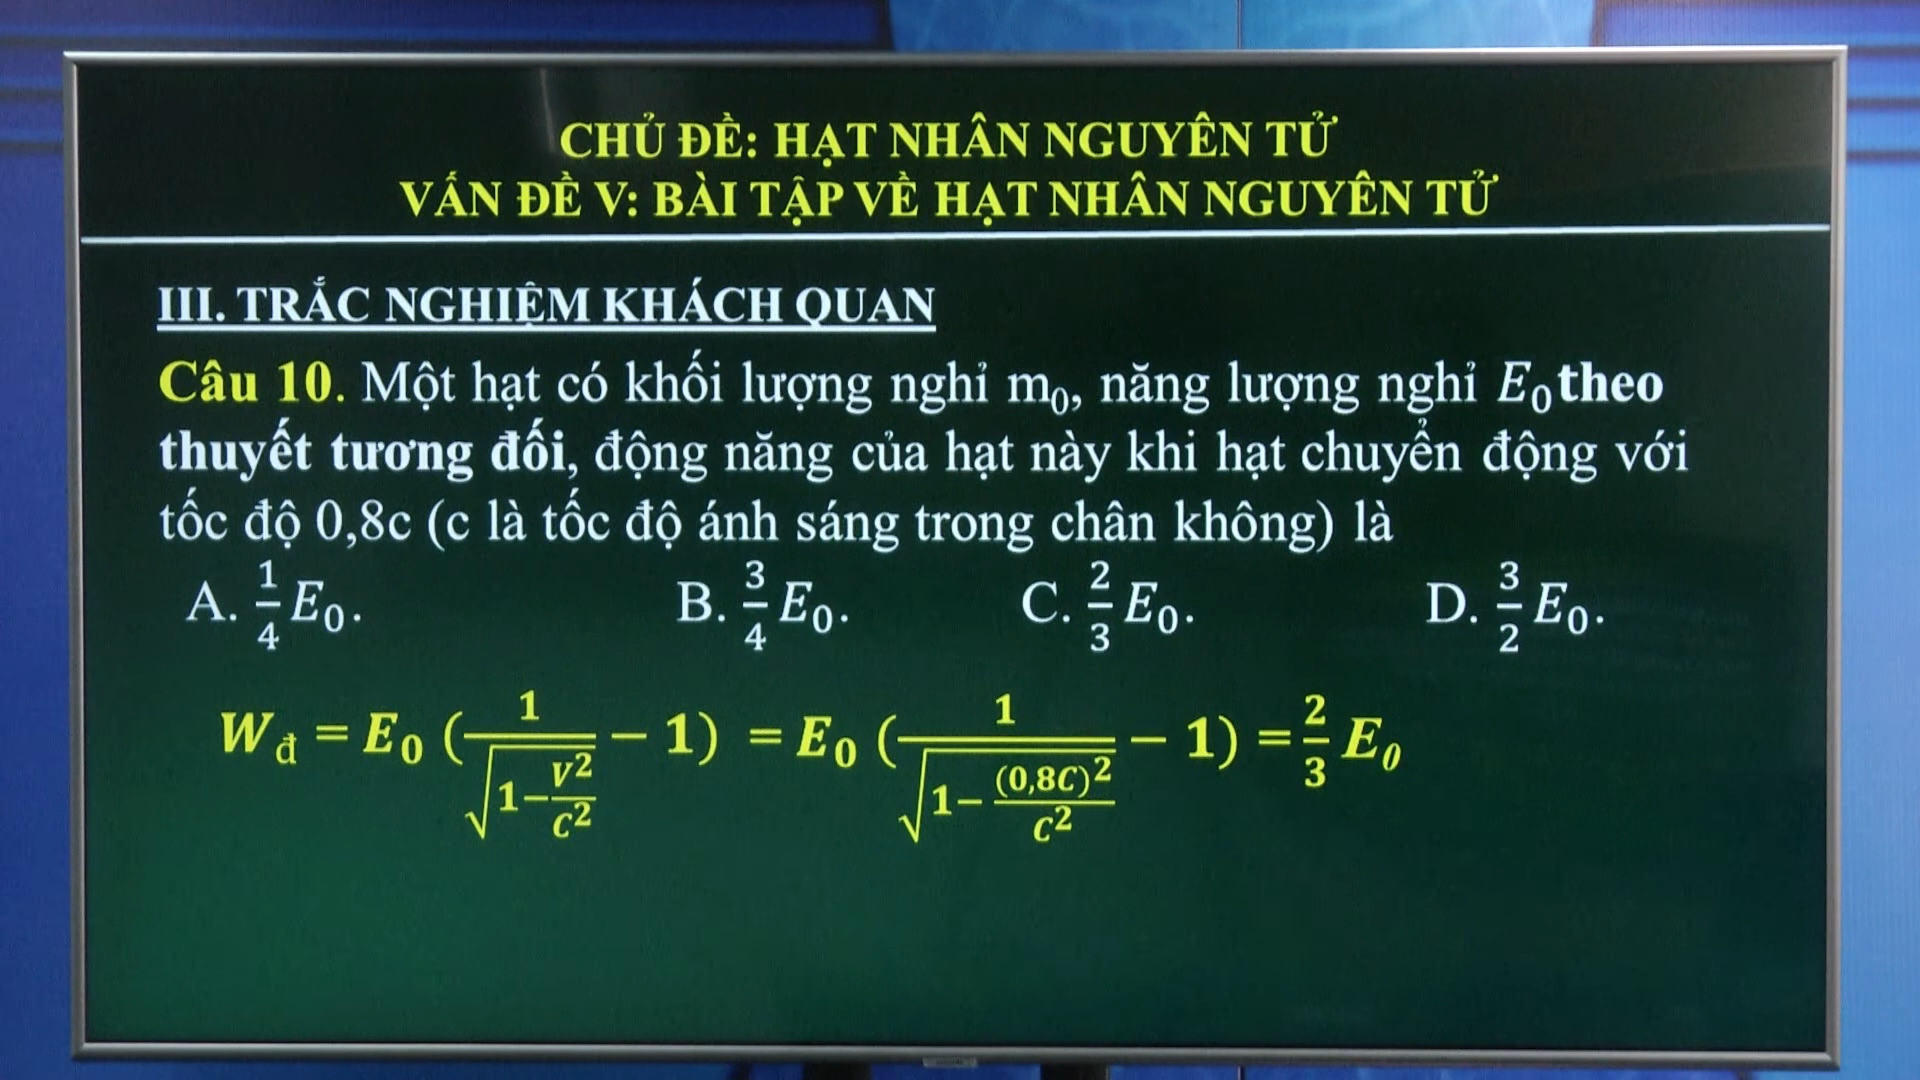 CHỦ ĐỀ: HẠT NHÂN NGUYÊN TỬ
VẤN ĐỀ V: BÀI TẬP VỀ HẠT NHÂN NGUYÊN TỬ
III. TRẮC NGHIỆM KHÁCH QUAN
Câu 10. Một hạt có khối lượng nghỉ m₀, năng lượng nghỉ E₀ theo
thuyết tương đối, động năng của hạt này khi hạt chuyển động với
tốc độ 0,8c (c là tốc độ ánh sáng trong chân không) là
A. 1/4 E₀. B. 3/4 E₀. C. 2/3 E₀. D. 3/2 E₀.
W_đ = E₀ (1/√(1−V²/C²) − 1) = E₀ (1/√(1−(0,8C)²/C²) − 1) = 2/3 E₀